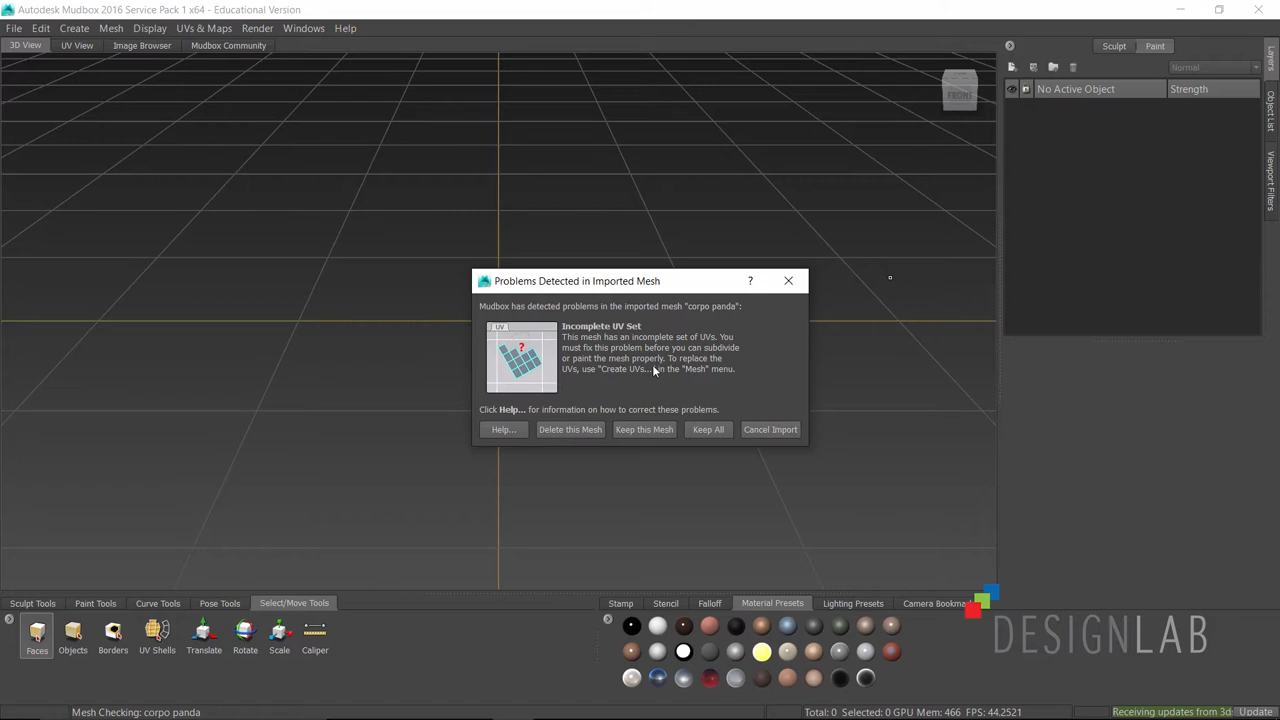 Autodesk Mudbox 2016 Service Pack 1 x64 - Educational Version
File Edit Create Mesh Display UVs & Maps Render Windows Help
3D View UV View Image Browser Mudbox Community
Sculpt Paint
Normal
No Active Object Strength
Layers
Object List
Viewport Filters
FRONT
Problems Detected in Imported Mesh ?
Mudbox has detected problems in the imported mesh "corpo panda":
UV
?
Incomplete UV Set
This mesh has an incomplete set of UVs. You
must fix this problem before you can subdivide
or paint the mesh properly. To replace the
UVs, use "Create UVs... in the "Mesh" menu.
Click Help... for information on how to correct these problems.
Help... Delete this Mesh Keep this Mesh Keep All Cancel Import
Sculpt Tools Paint Tools Curve Tools Pose Tools Select/Move Tools
Faces Objects Borders UV Shells Translate Rotate Scale Caliper
Stamp Stencil Falloff Material Presets Lighting Presets Camera Bookma
DESIGNLAB
Mesh Checking: corpo panda
Total: 0 Selected: 0 GPU Mem: 466 FPS: 44.2521
Receiving updates from 3d: Update